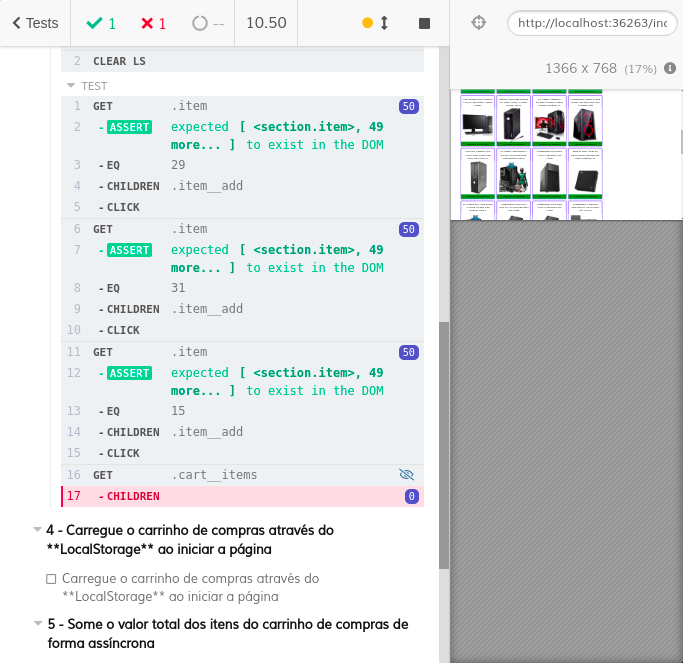 Tests 1 1 -- 10.50 http://localhost:36263/inc
1366 x 768 (17%)
2 CLEAR LS
TEST
1 GET .item 50
2 - ASSERT expected [ <section.item>, 49
more... ] to exist in the DOM
3 - EQ 29
4 - CHILDREN .item__add
5 - CLICK
6 GET .item 50
7 - ASSERT expected [ <section.item>, 49
more... ] to exist in the DOM
8 - EQ 31
9 - CHILDREN .item__add
10 - CLICK
11 GET .item 50
12 - ASSERT expected [ <section.item>, 49
more... ] to exist in the DOM
13 - EQ 15
14 - CHILDREN .item__add
15 - CLICK
16 GET .cart__items
17 - CHILDREN 0
4 - Carregue o carrinho de compras através do
**LocalStorage** ao iniciar a página
Carregue o carrinho de compras através do
**LocalStorage** ao iniciar a página
5 - Some o valor total dos itens do carrinho de compras de
forma assíncrona